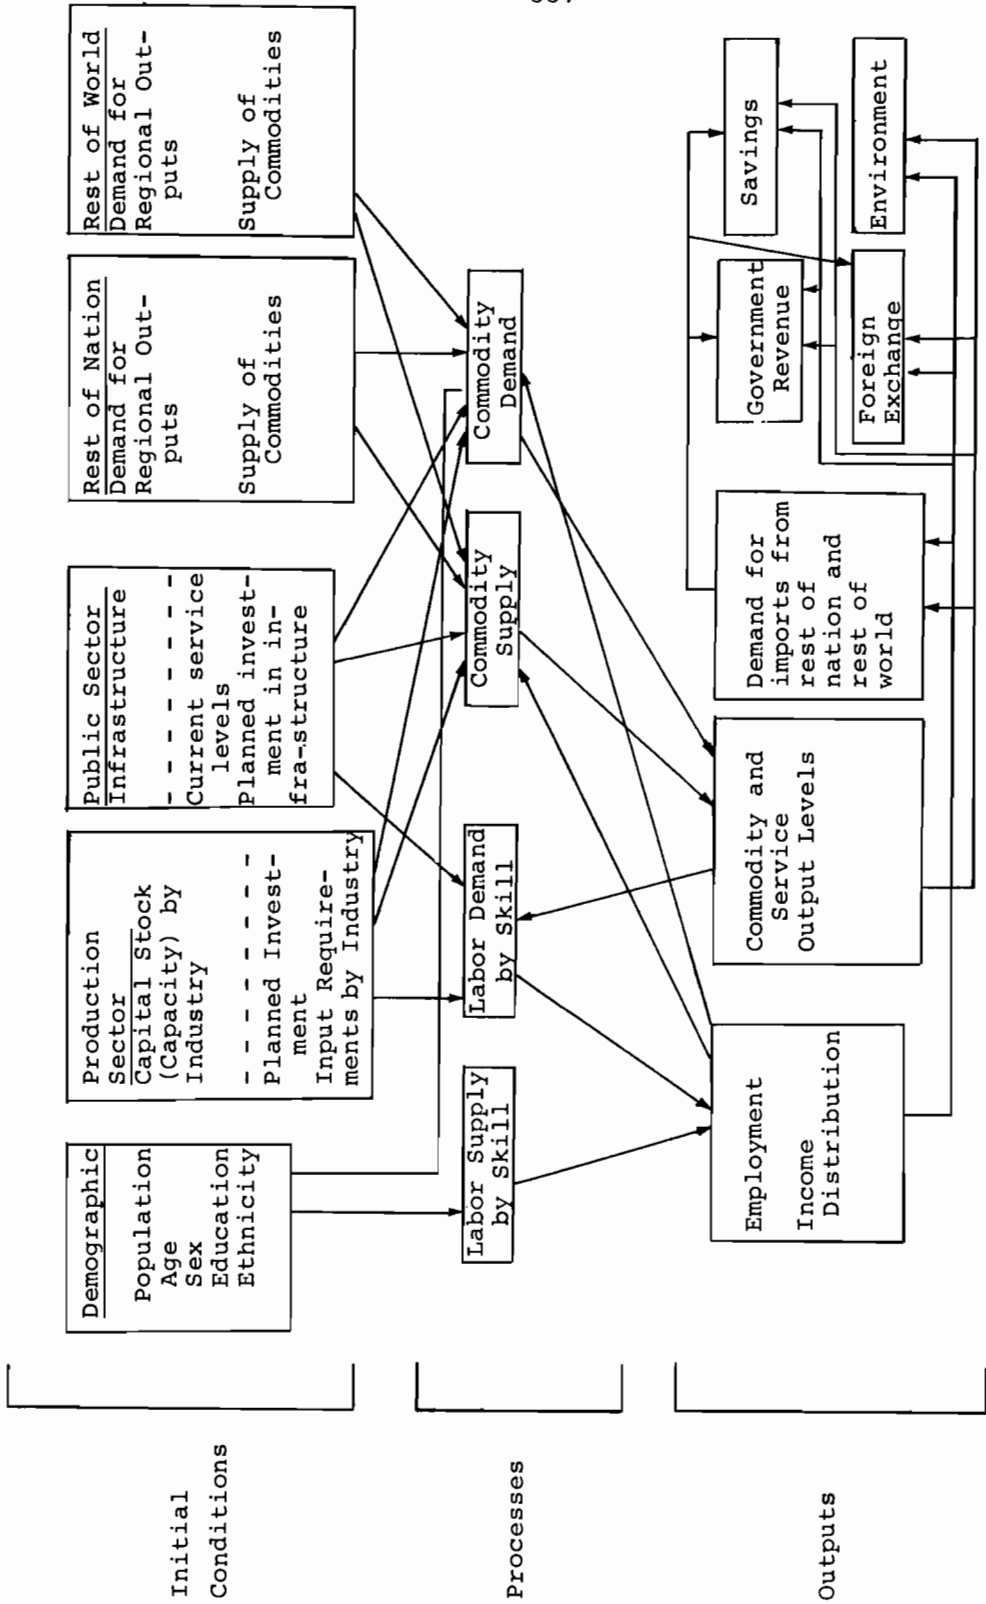 Initial
Conditions
Demographic
Population
Age
Sex
Education
Ethnicity
Production
Sector
Capital Stock
(Capacity) by
Industry
- - - - - - -
Planned Invest-
ment
Input Require-
ments by Industry
Public Sector
Infrastructure
- - - - - - -
Current service
levels
Planned invest-
ment in in-
fra-structure
Rest of Nation
Demand for
Regional Out-
puts
Supply of
Commodities
Rest of World
Demand for
Regional Out-
puts
Supply of
Commodities
Processes
Labor Supply
by Skill
Labor Demand
by Skill
Commodity
Supply
Commodity
Demand
Outputs
Employment
Income
Distribution
Commodity and
Service
Output Levels
Demand for
imports from
rest of
nation and
rest of
world
Government
Revenue
Savings
Foreign
Exchange
Environment